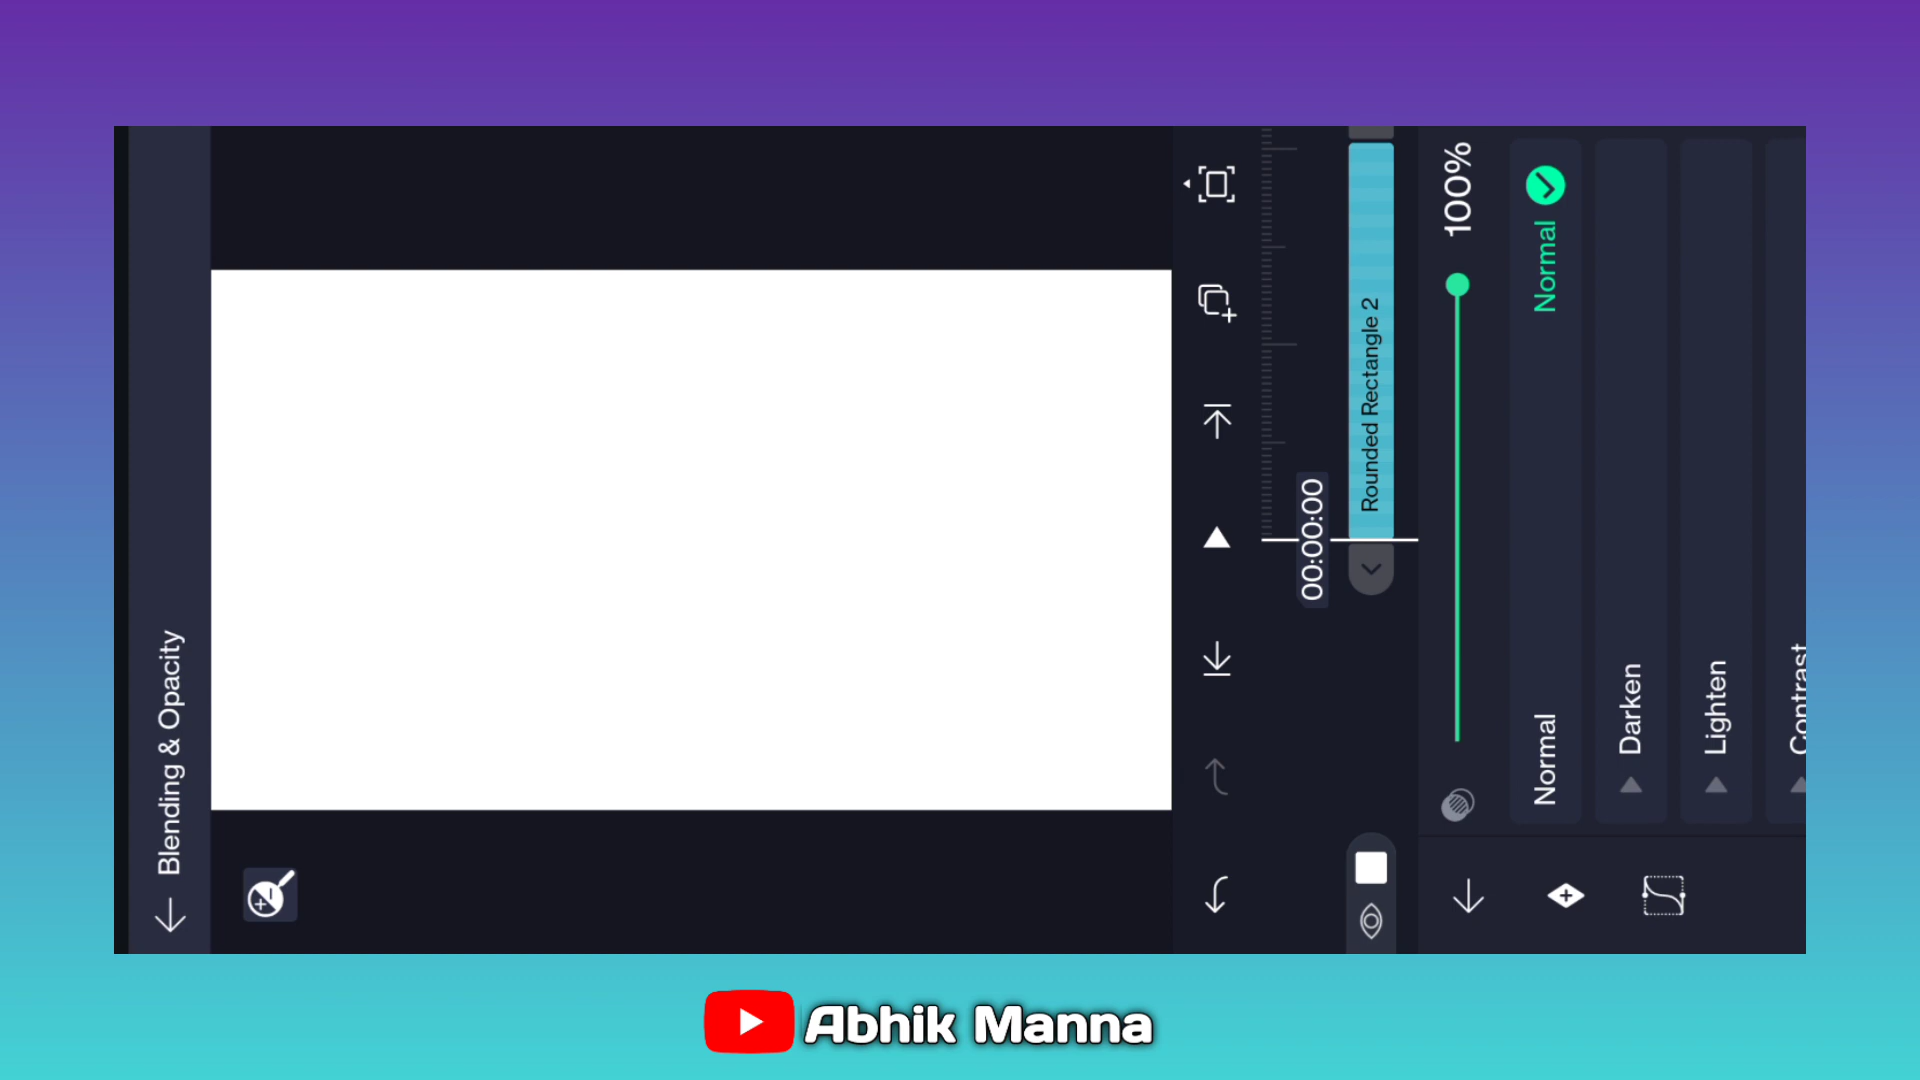 Blending & Opacity
00:00:00
Rounded Rectangle 2
100%
Normal Normal
Darken
Lighten
Contrast
Abhik Manna